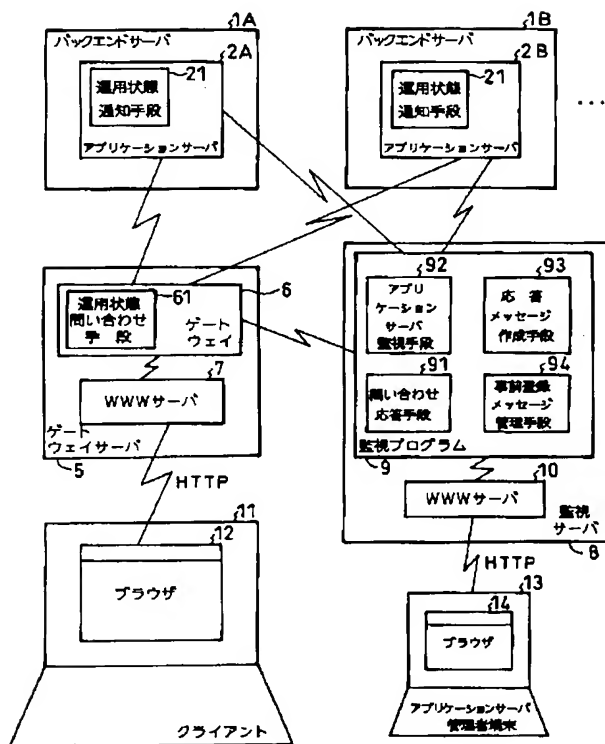 1A
バックエンドサーバ
2A
21
運用状態
通知手段
アプリケーションサーバ
1B
バックエンドサーバ
2B
21
運用状態
通知手段
アプリケーションサーバ
...
61
6
運用状態
問い合わせ
手段
ゲート
ウェイ
7
WWWサーバ
ゲート
ウェイサーバ
5
HTTP
92
アプリ
ケーション
サーバ
監視手段
93
応答
メッセージ
作成手段
91
問い合わせ
応答手段
94
事前登録
メッセージ
管理手段
監視プログラム
9
10
WWWサーバ
監視
サーバ
8
HTTP
11
12
ブラウザ
クライアント
13
14
ブラウザ
アプリケーションサーバ
管理者端末